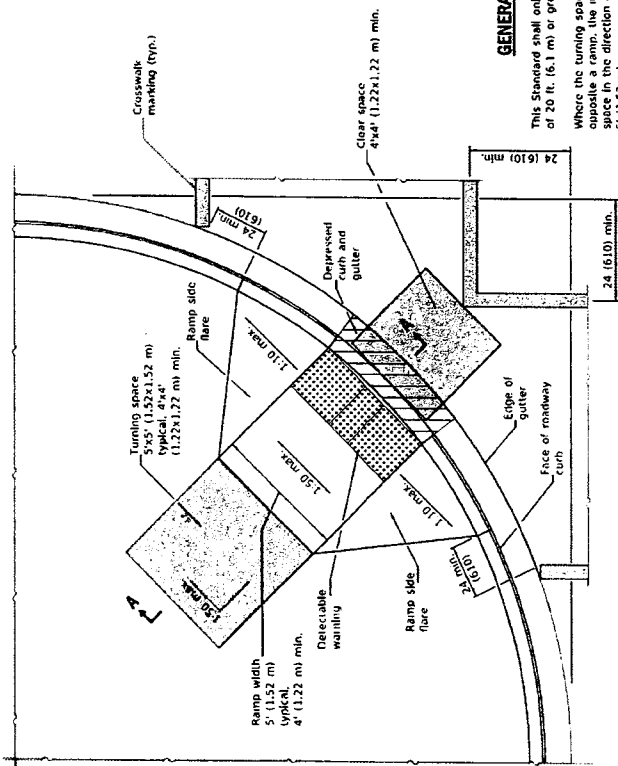 Crosswalk
marking (typ.)
Clear space
4'x4' (1.22x1.22 m) min.
24 min.
(610)
Depressed
curb and
gutter
Turning space
5'x5' (1.52x1.52 m)
typical, 4'x4'
(1.22x1.22 m) min.
Ramp side
flare
1:10 max.
24 (610) min.
24 (610) min.
A
1:50 max.
1:50 max.
A
Ramp width
5' (1.52 m)
typical,
4' (1.22 m) min.
Detectable
warning
Ramp side
flare
1:10 max.
24 min.
(610)
Edge of
gutter
Face of roadway
curb
GENERA
This Standard shall onl
of 20 ft. (6.1 m) or gr
Where the turning spac
opposite a ramp, the
space in the direction